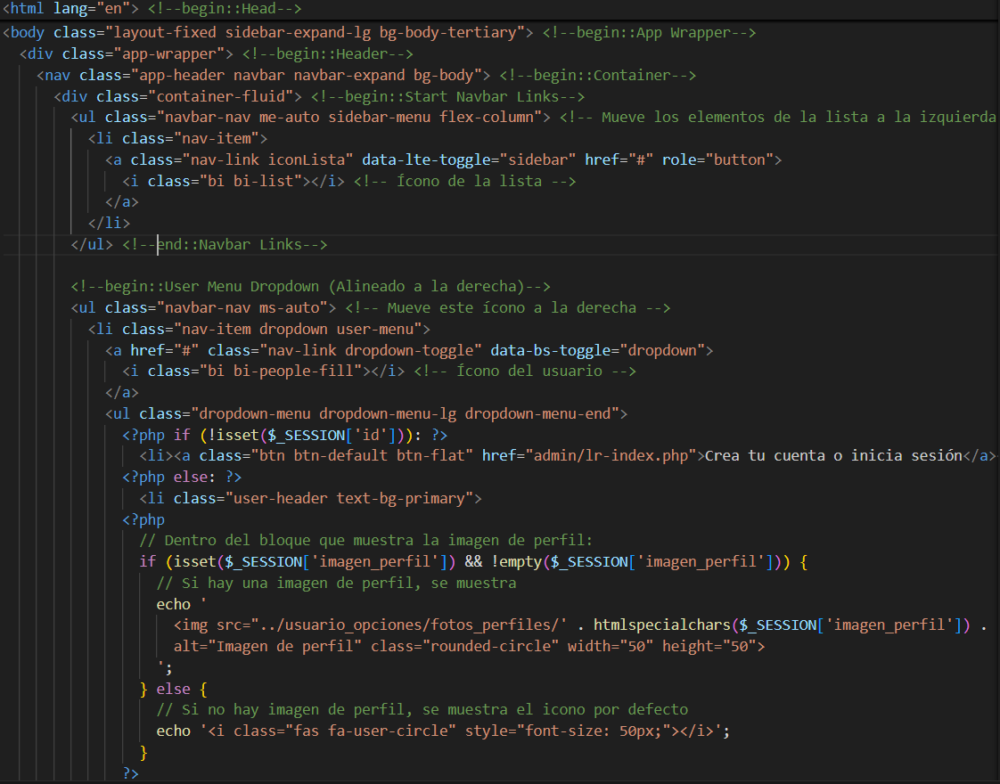 <html lang="en"> <!--begin::Head-->
<body class="layout-fixed sidebar-expand-lg bg-body-tertiary"> <!--begin::App Wrapper-->
<div class="app-wrapper"> <!--begin::Header-->
<nav class="app-header navbar navbar-expand bg-body"> <!--begin::Container-->
<div class="container-fluid"> <!--begin::Start Navbar Links-->
<ul class="navbar-nav me-auto sidebar-menu flex-column"> <!-- Mueve los elementos de la lista a la izquierda
<li class="nav-item">
<a class="nav-link iconLista" data-lte-toggle="sidebar" href="#" role="button">
<i class="bi bi-list"></i> <!-- Ícono de la lista -->
</a>
</li>
</ul> <!--end::Navbar Links-->
<!--begin::User Menu Dropdown (Alineado a la derecha)-->
<ul class="navbar-nav ms-auto"> <!-- Mueve este ícono a la derecha -->
<li class="nav-item dropdown user-menu">
<a href="#" class="nav-link dropdown-toggle" data-bs-toggle="dropdown">
<i class="bi bi-people-fill"></i> <!-- Ícono del usuario -->
</a>
<ul class="dropdown-menu dropdown-menu-lg dropdown-menu-end">
<?php if (!isset($_SESSION['id'])): ?>
<li><a class="btn btn-default btn-flat" href="admin/lr-index.php">Crea tu cuenta o inicia sesión</a>
<?php else: ?>
<li class="user-header text-bg-primary">
<?php
// Dentro del bloque que muestra la imagen de perfil:
if (isset($_SESSION['imagen_perfil']) && !empty($_SESSION['imagen_perfil'])) {
// Si hay una imagen de perfil, se muestra
echo '
<img src="../usuario_opciones/fotos_perfiles/' . htmlspecialchars($_SESSION['imagen_perfil']) .
alt="Imagen de perfil" class="rounded-circle" width="50" height="50">
';
} else {
// Si no hay imagen de perfil, se muestra el icono por defecto
echo '<i class="fas fa-user-circle" style="font-size: 50px;"></i>';
}
?>